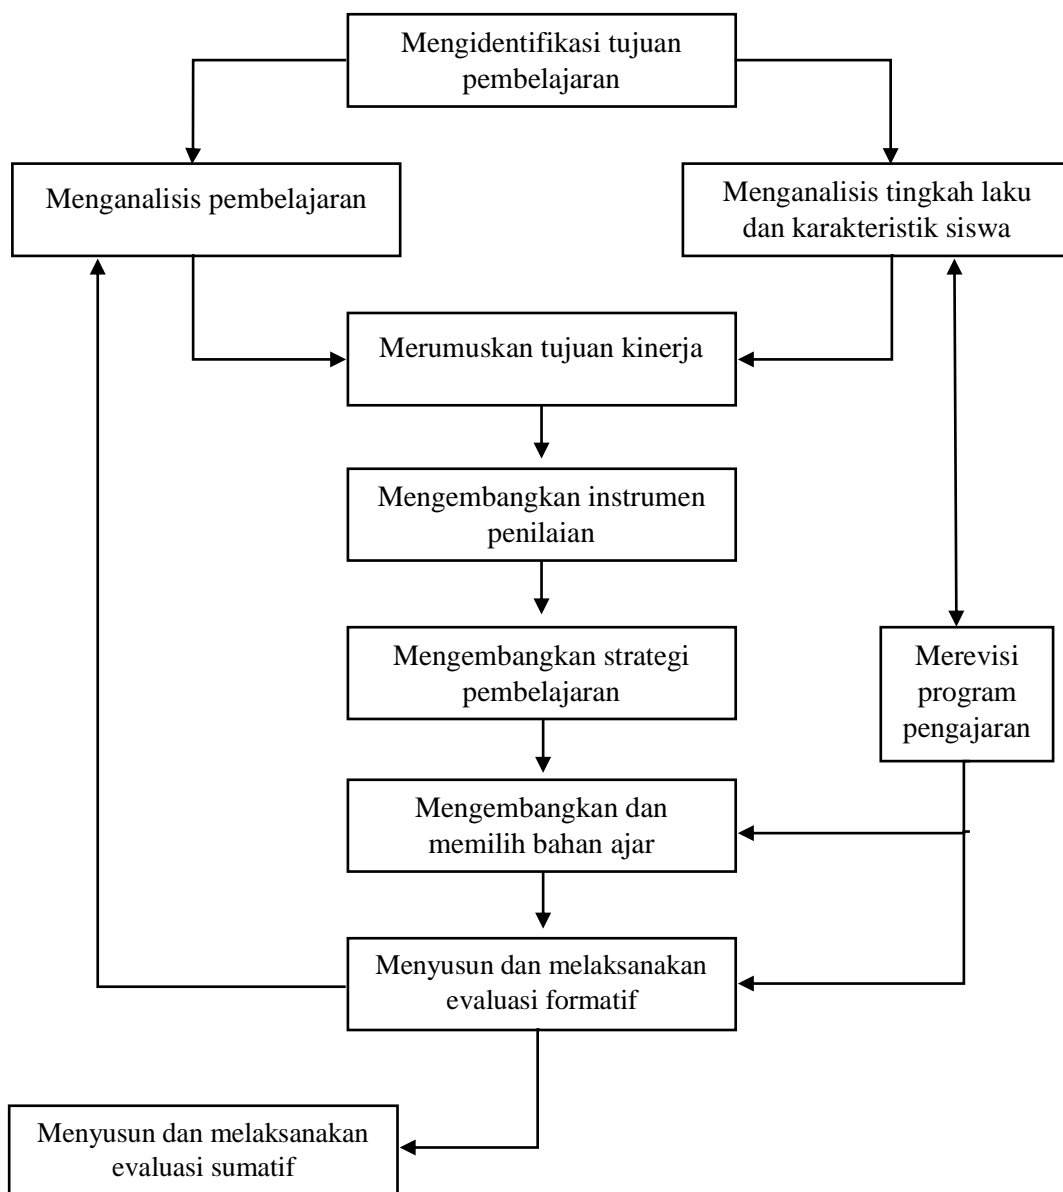 Mengidentifikasi tujuan
pembelajaran
Menganalisis pembelajaran
Menganalisis tingkah laku
dan karakteristik siswa
Merumuskan tujuan kinerja
Mengembangkan instrumen
penilaian
Mengembangkan strategi
pembelajaran
Merevisi
program
pengajaran
Mengembangkan dan
memilih bahan ajar
Menyusun dan melaksanakan
evaluasi formatif
Menyusun dan melaksanakan
evaluasi sumatif